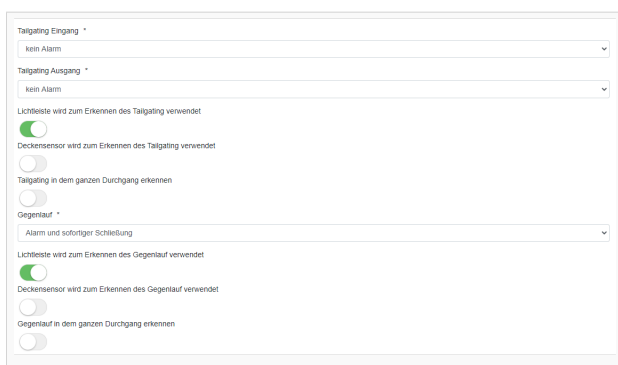 Tailgating Eingang *
kein Alarm
Tailgating Ausgang *
kein Alarm
Lichtleiste wird zum Erkennen des Tailgating verwendet
Deckensensor wird zum Erkennen des Tailgating verwendet
Tailgating in dem ganzen Durchgang erkennen
Gegenlauf *
Alarm und sofortiger Schließung
Lichtleiste wird zum Erkennen des Gegenlauf verwendet
Deckensensor wird zum Erkennen des Gegenlauf verwendet
Gegenlauf in dem ganzen Durchgang erkennen